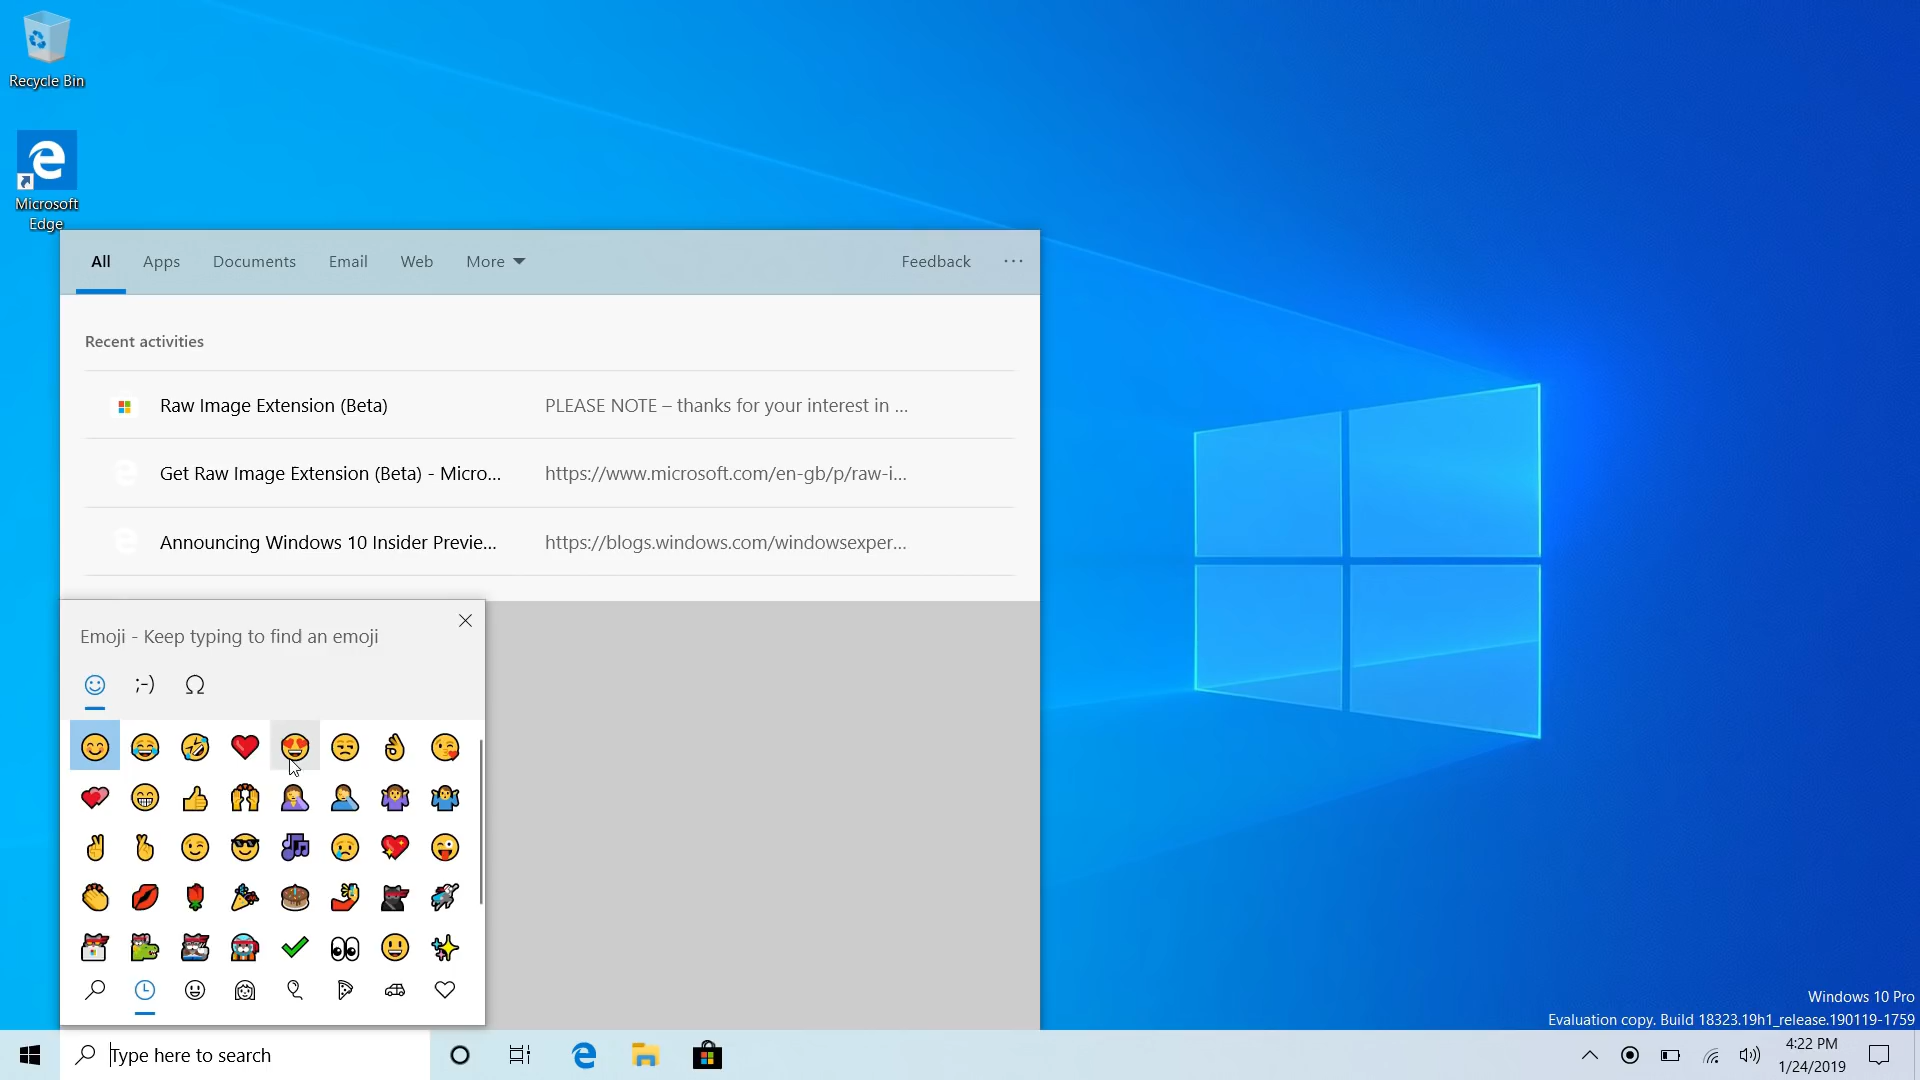 Recycle Bin
Microsoft
Edge
All Apps Documents Email Web More Feedback ...
Recent activities
Raw Image Extension (Beta) PLEASE NOTE – thanks for your interest in ...
Get Raw Image Extension (Beta) - Micro... https://www.microsoft.com/en-gb/p/raw-i...
Announcing Windows 10 Insider Previe... https://blogs.windows.com/windowsexper...
Emoji - Keep typing to find an emoji
;-) Ω
Windows 10 Pro
Evaluation copy. Build 18323.19h1_release.190119-1759
Type here to search
4:22 PM
1/24/2019